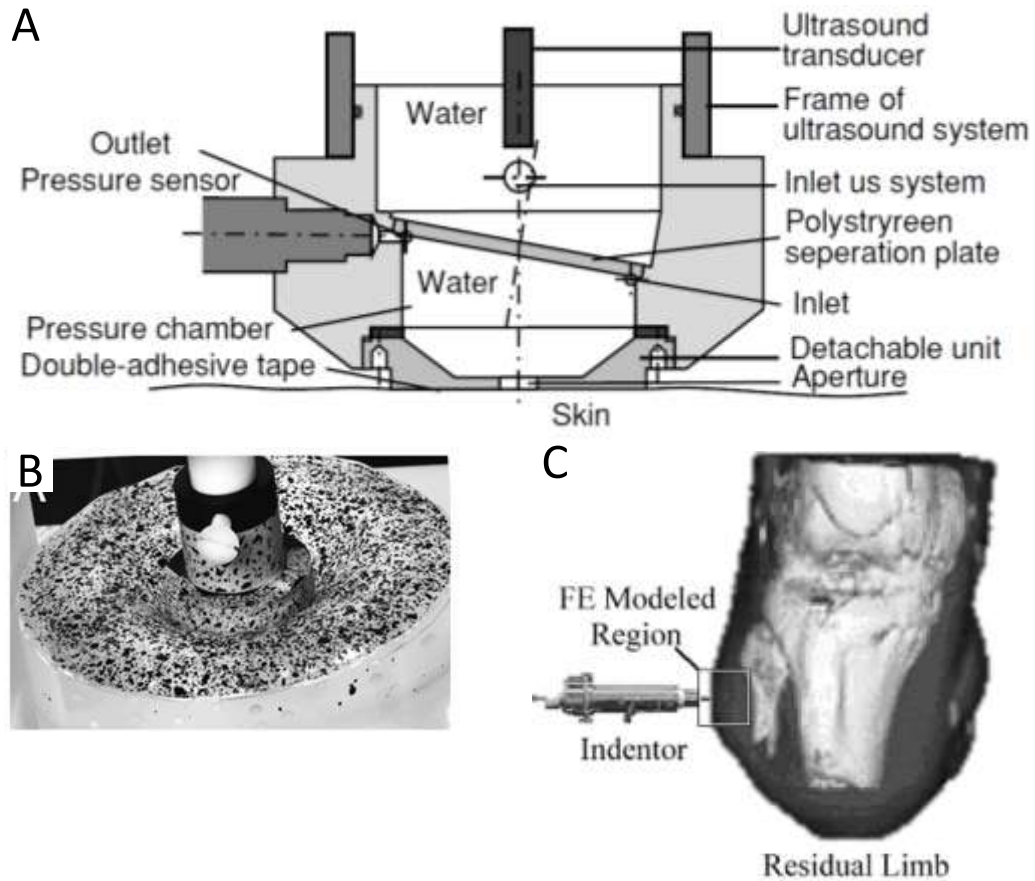 A
Ultrasound
transducer
Water
Frame of
ultrasound system
Outlet
Pressure sensor
Inlet us system
Polystryreen
seperation plate
Water
Inlet
Pressure chamber
Double-adhesive tape
Detachable unit
Aperture
Skin
B
C
FE Modeled
Region
Indentor
Residual Limb